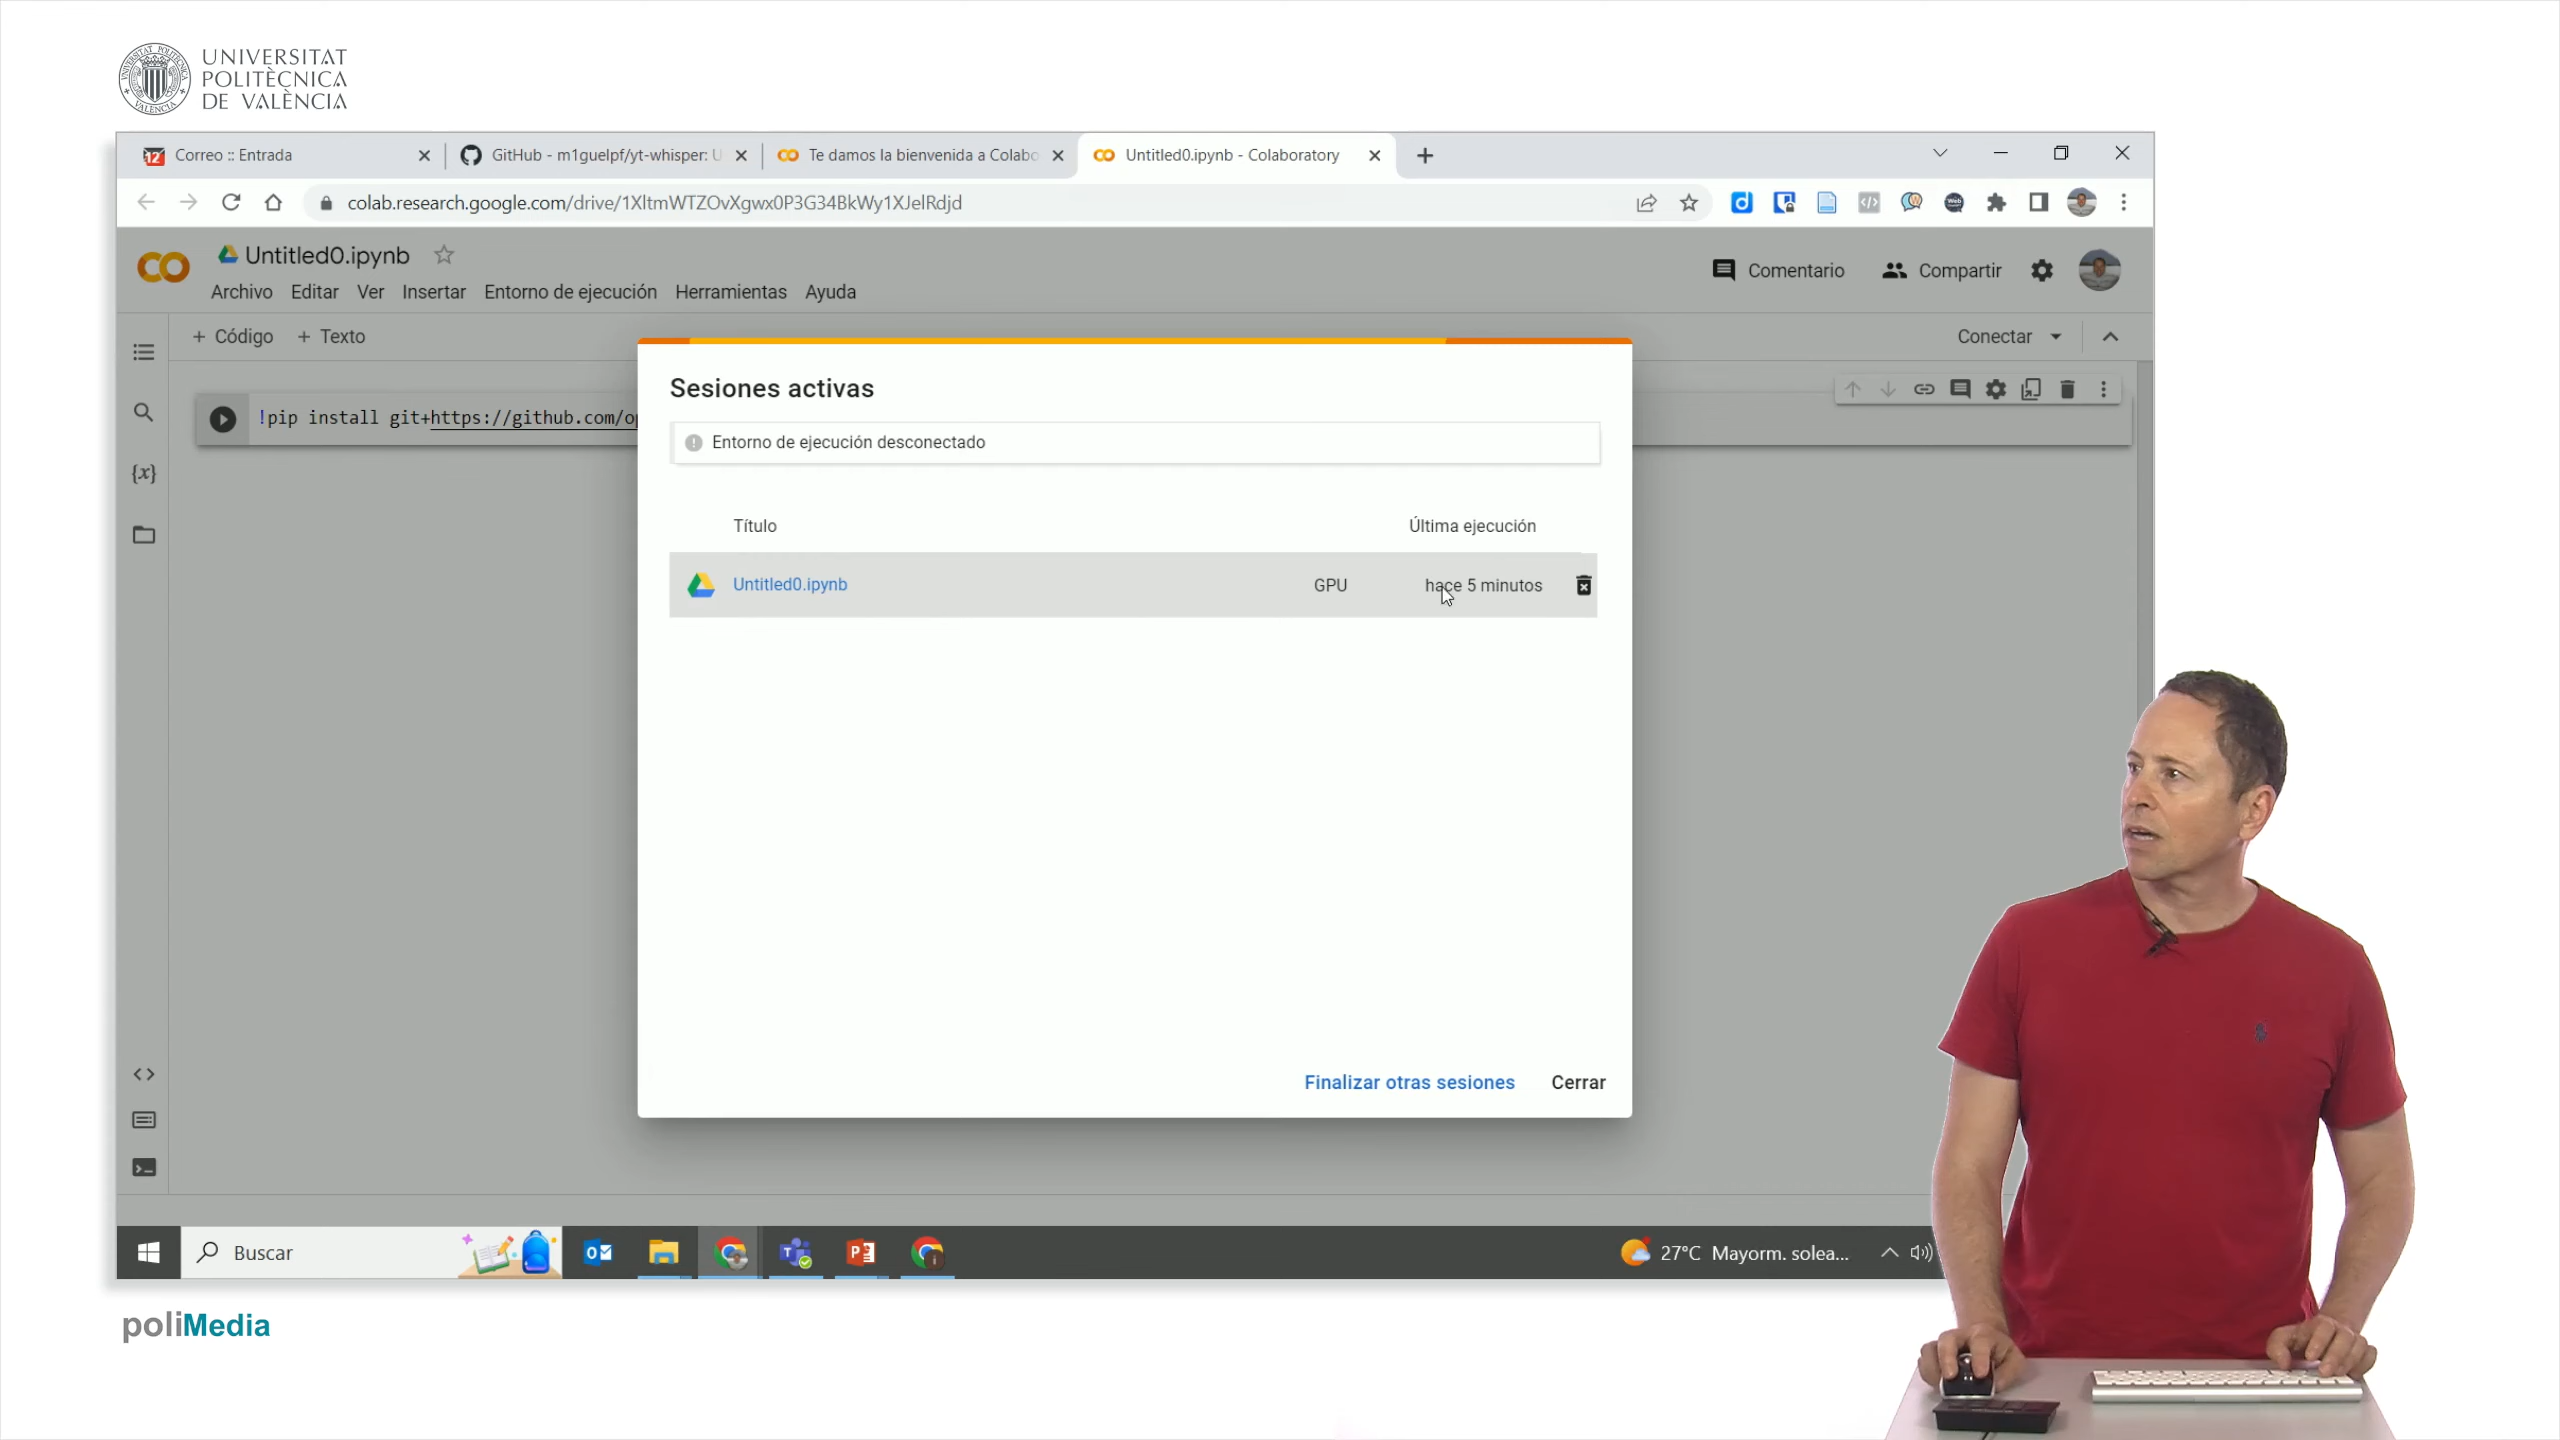 UNIVERSITAT
POLITÈCNICA
DE VALÈNCIA
Correo :: Entrada
GitHub - m1guelpf/yt-whisper: U
Te damos la bienvenida a Colabo
Untitled0.ipynb - Colaboratory
colab.research.google.com/drive/1XltmWTZOvXgwx0P3G34BkWy1XJelRdjd
Untitled0.ipynb
Comentario
Compartir
Archivo Editar Ver Insertar Entorno de ejecución Herramientas Ayuda
+ Código + Texto
Conectar
!pip install git+https://github.com/op
Sesiones activas
Entorno de ejecución desconectado
Título
Última ejecución
Untitled0.ipynb
GPU
hace 5 minutos
Finalizar otras sesiones
Cerrar
Buscar
27°C Mayorm. solea...
poliMedia